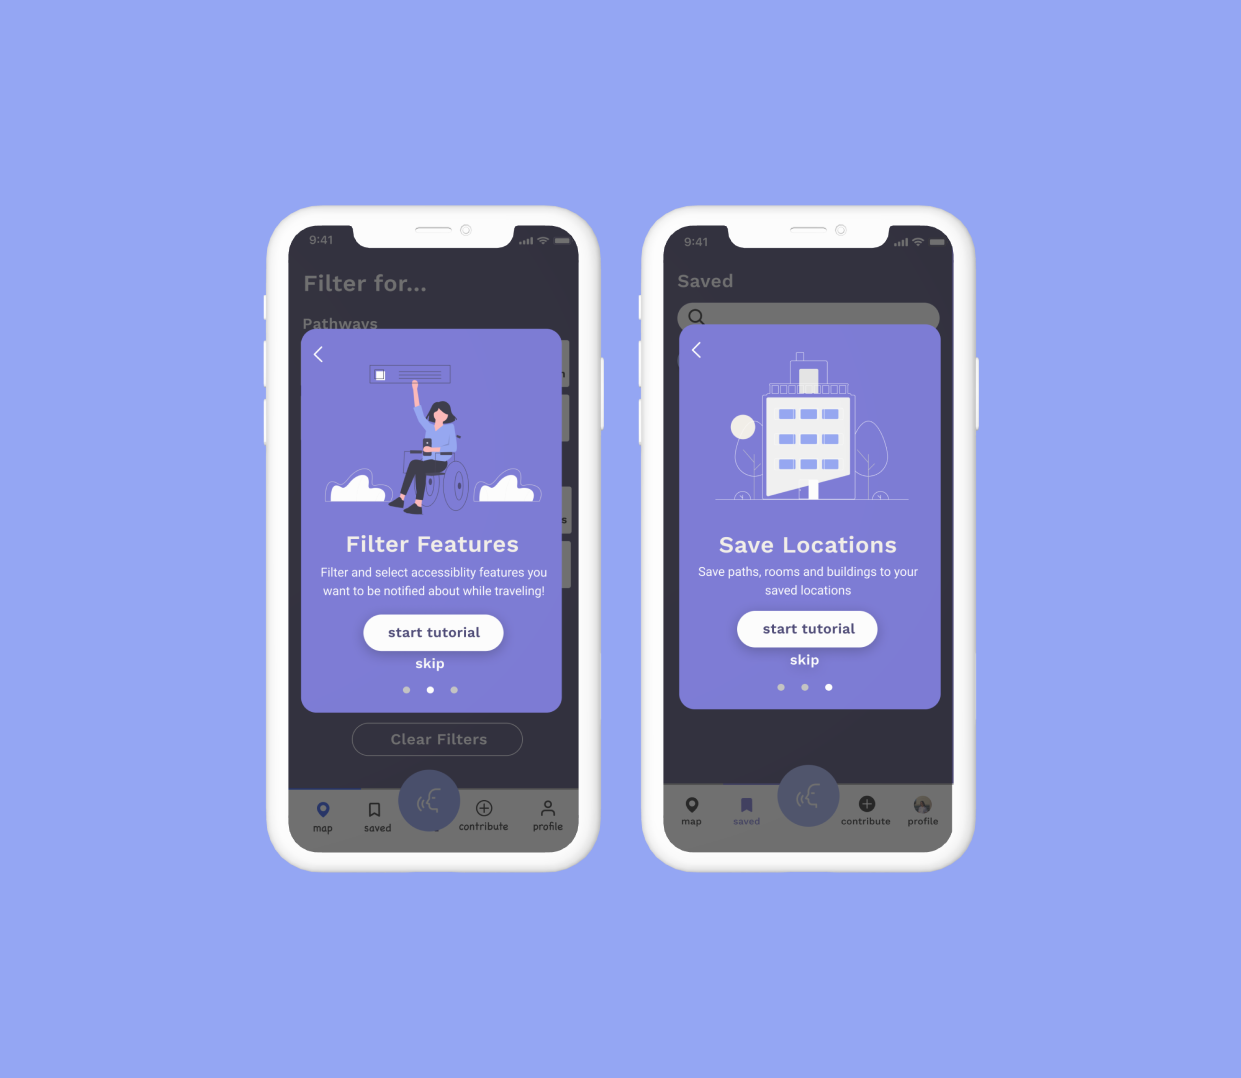 9:41
Filter for...
Pathways
Filter Features
Filter and select accessiblity features you
want to be notified about while traveling!
start tutorial
skip
Clear Filters
map
saved
contribute
profile
9:41
Saved
Save Locations
Save paths, rooms and buildings to your
saved locations
start tutorial
skip
map
saved
contribute
profile